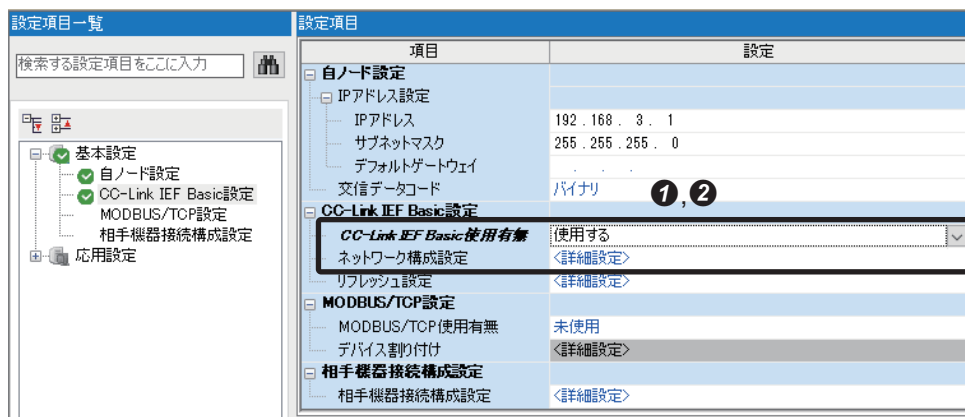 設定項目一覧
検索する設定項目をここに入力
基本設定
自ノード設定
CC-Link IEF Basic設定
MODBUS/TCP設定
相手機器接続構成設定
応用設定
設定項目
項目 設定
自ノード設定
IPアドレス設定
IPアドレス 192 . 168 . 3 . 1
サブネットマスク 255 . 255 . 255 . 0
デフォルトゲートウェイ . . .
交信データコード バイナリ
❶,❷
CC-Link IEF Basic設定
CC-Link IEF Basic使用有無 使用する
ネットワーク構成設定 <詳細設定>
リフレッシュ設定 <詳細設定>
MODBUS/TCP設定
MODBUS/TCP使用有無 未使用
デバイス割り付け <詳細設定>
相手機器接続構成設定
相手機器接続構成設定 <詳細設定>